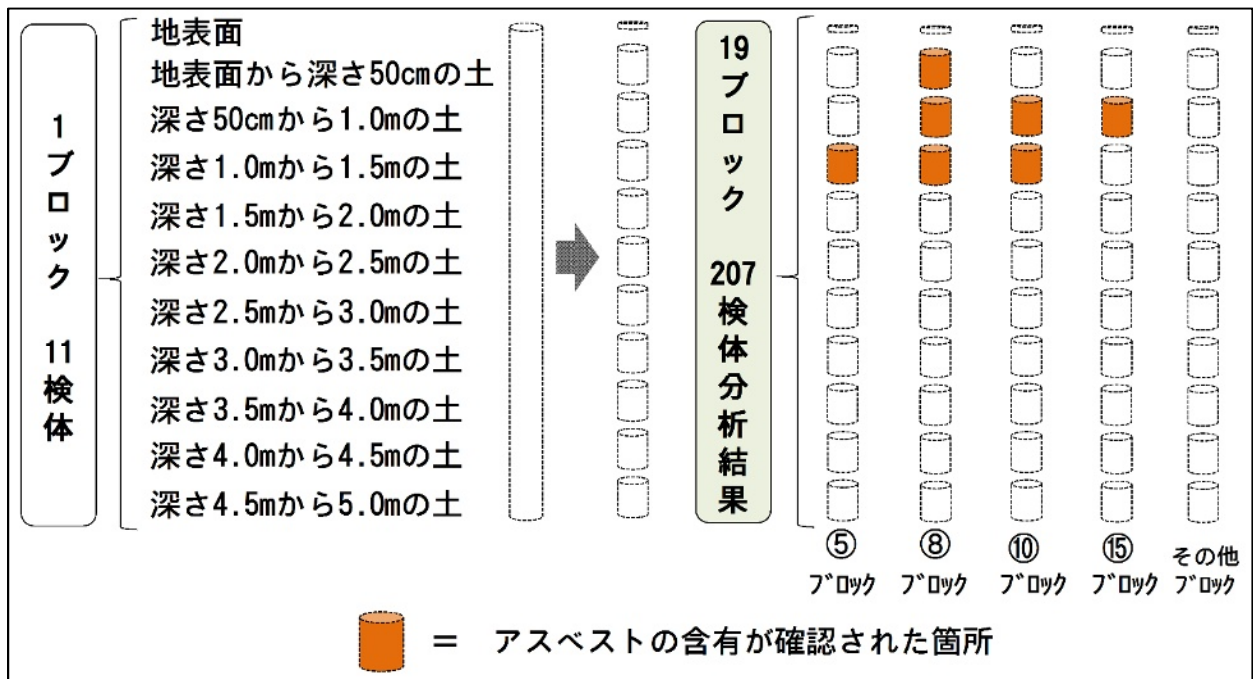 1ブロック 11検体
地表面
地表面から深さ50cmの土
深さ50cmから1.0mの土
深さ1.0mから1.5mの土
深さ1.5mから2.0mの土
深さ2.0mから2.5mの土
深さ2.5mから3.0mの土
深さ3.0mから3.5mの土
深さ3.5mから4.0mの土
深さ4.0mから4.5mの土
深さ4.5mから5.0mの土
19ブロック 207検体分析結果
⑤
ﾌﾞﾛｯｸ
⑧
ﾌﾞﾛｯｸ
⑩
ﾌﾞﾛｯｸ
⑮
ﾌﾞﾛｯｸ
その他
ﾌﾞﾛｯｸ
= アスベストの含有が確認された箇所